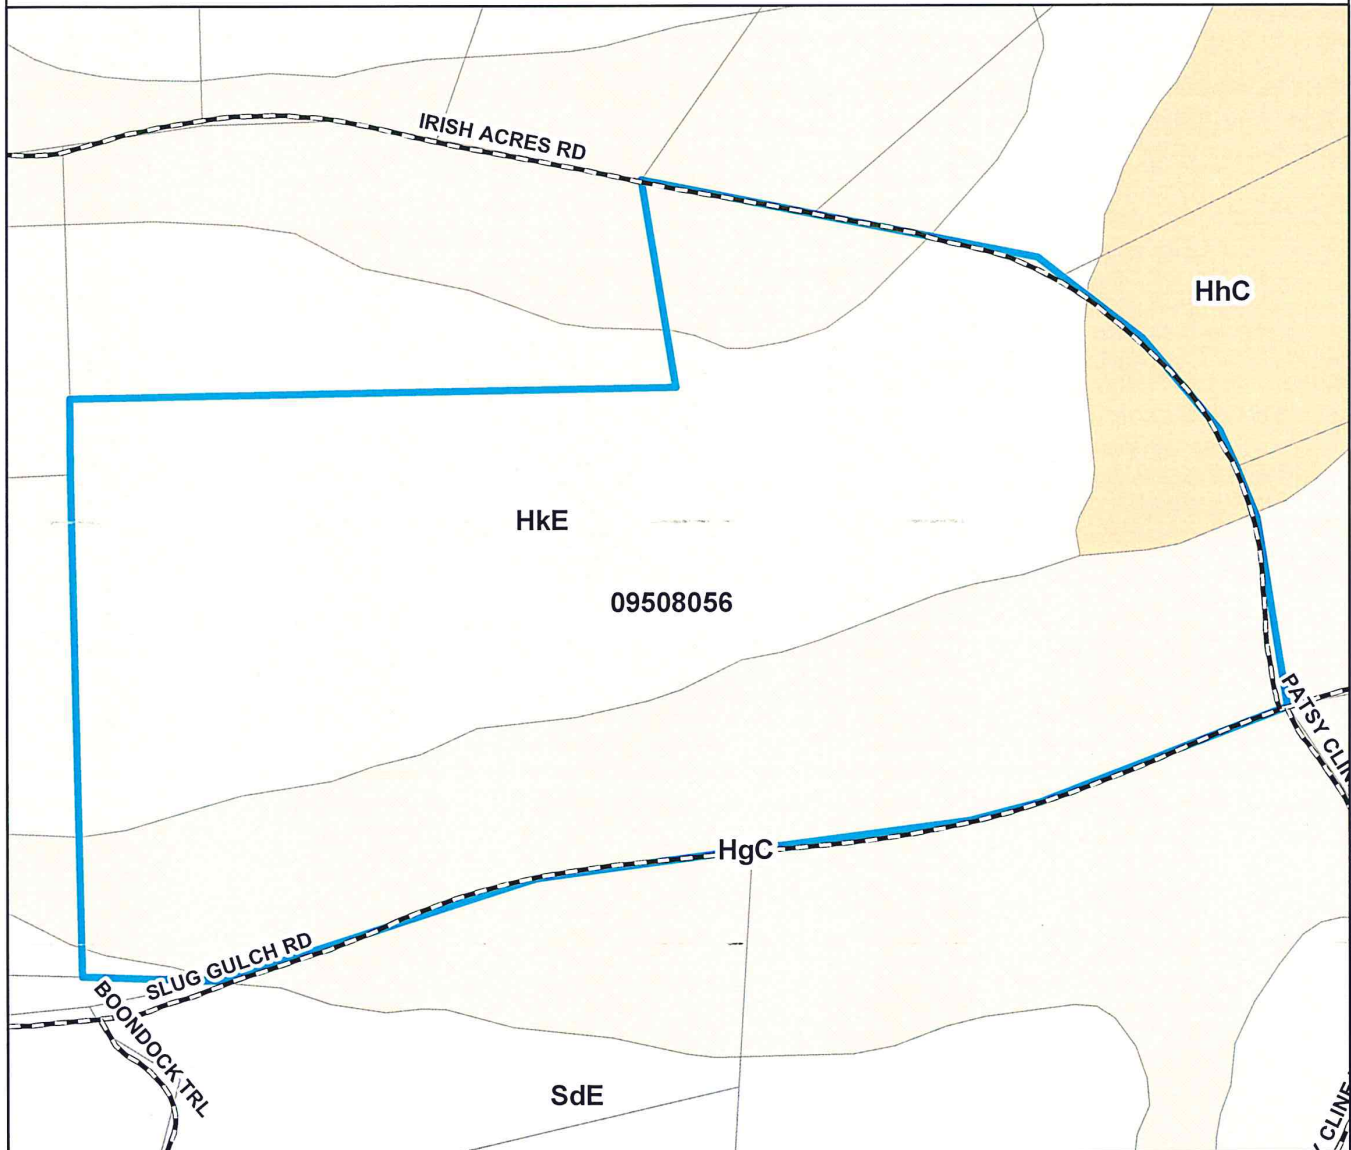 IRISH ACRES RD
HhC
HkE
09508056
PATSY CLIN
HgC
SLUG GULCH RD
BOONDOCK TRL
SdE
CLINE